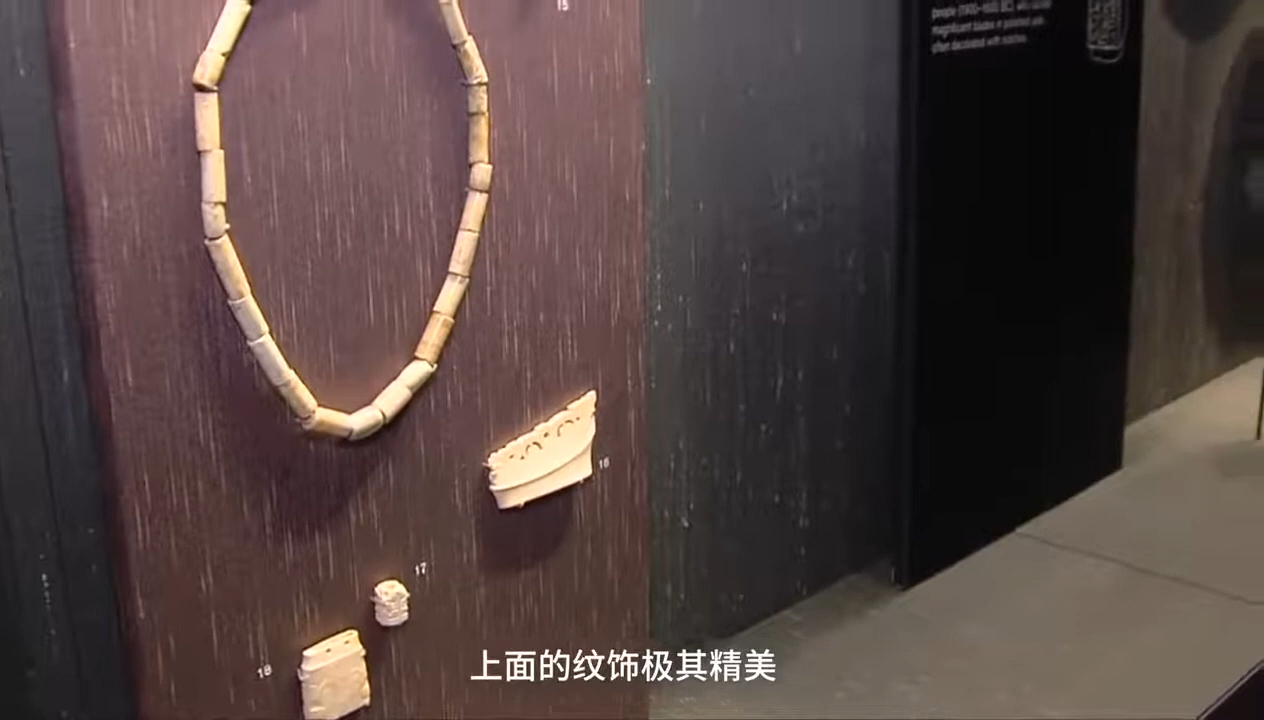 15
people (1900–1600 BC), who carved
magnificent blades in polished jade
often decorated with notches.
16
17
18
上面的纹饰极其精美